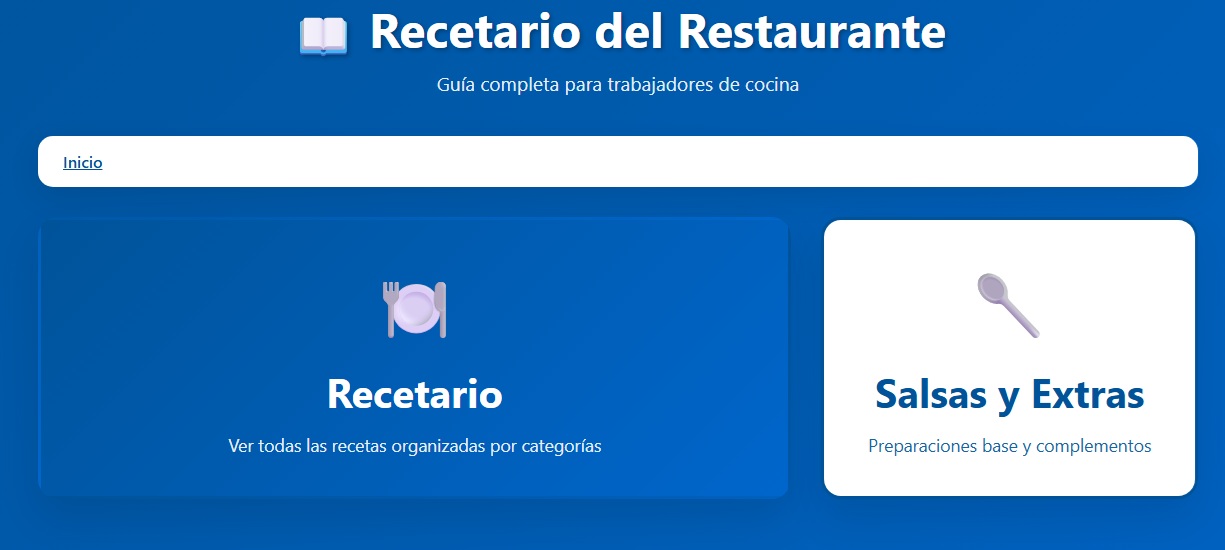 Recetario del Restaurante
Guía completa para trabajadores de cocina
Inicio
Recetario
Ver todas las recetas organizadas por categorías
Salsas y Extras
Preparaciones base y complementos